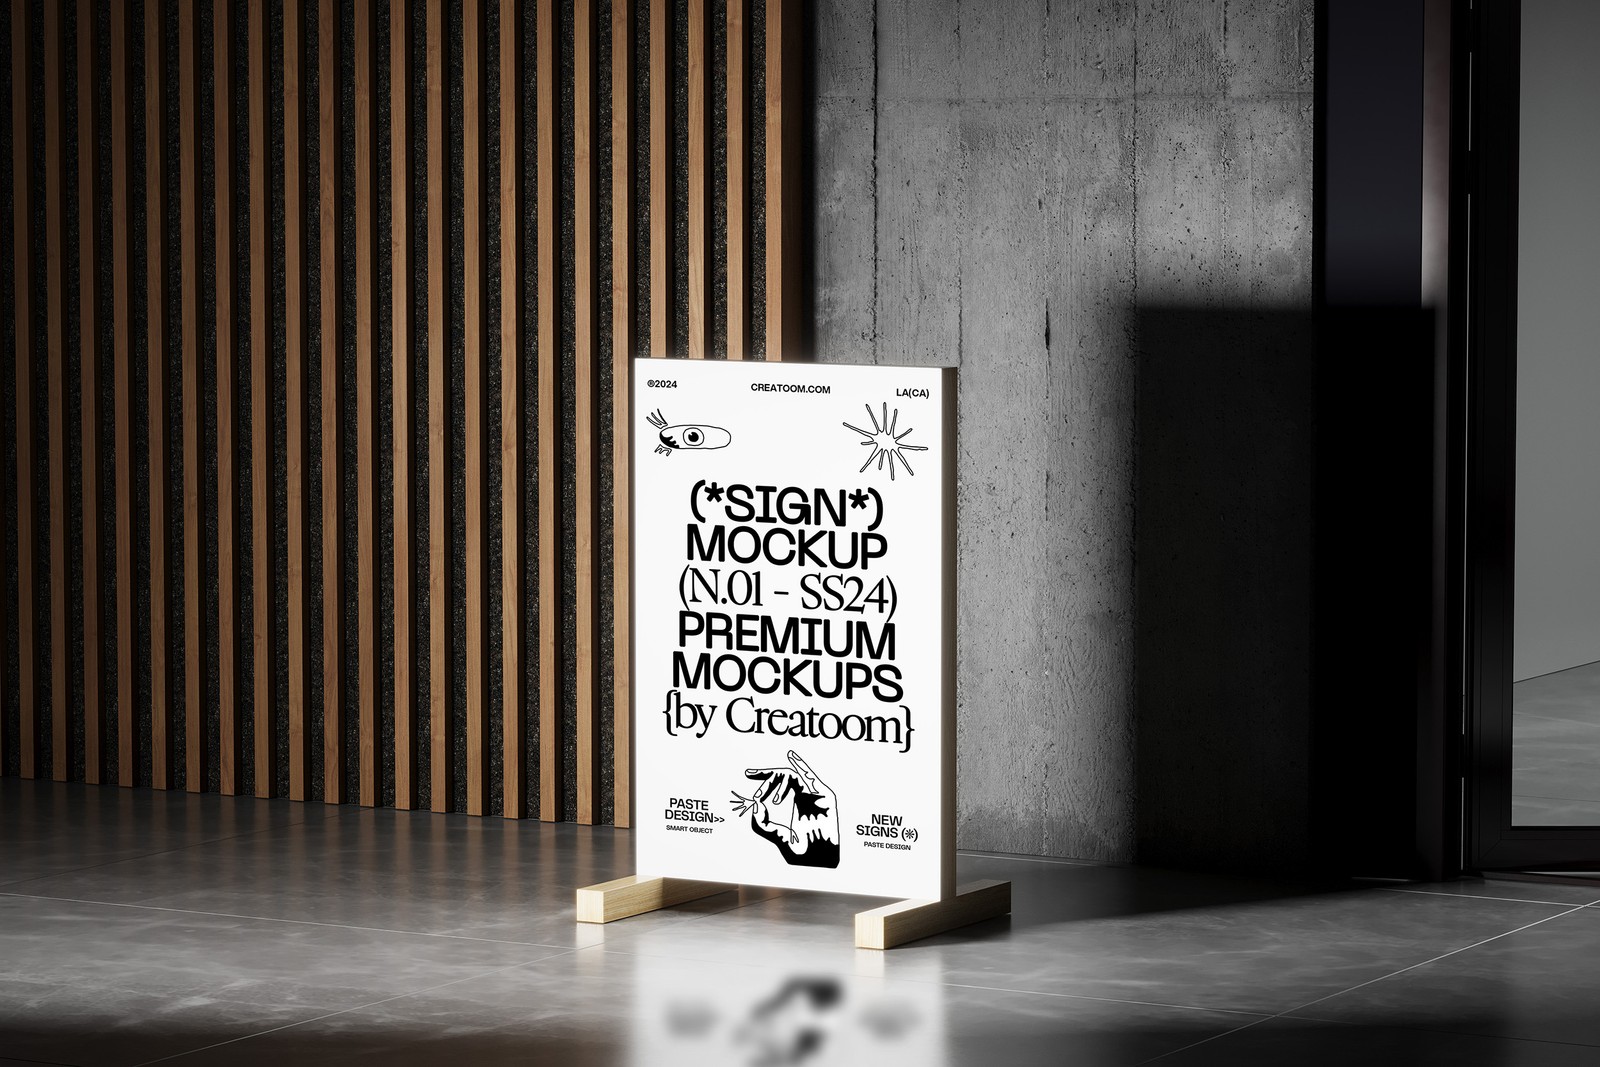 ©2024
CREATOOM.COM
LA(CA)
(*SIGN*)
MOCKUP
(N.01 - SS24)
PREMIUM
MOCKUPS
{by Creatoom}
PASTE
DESIGN>>
SMART OBJECT
NEW
SIGNS (*)
PASTE DESIGN